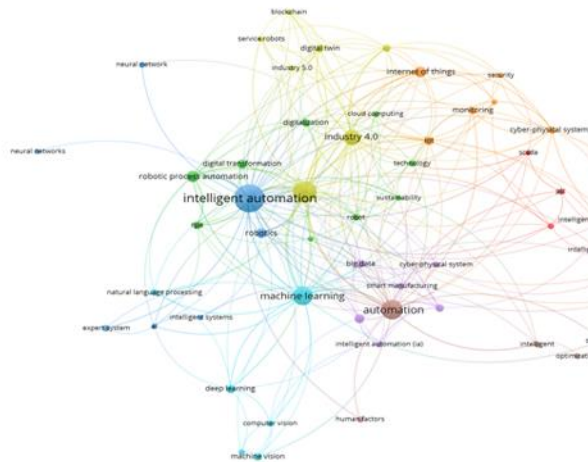 blockchain
service robots
digital twin
industry 5.0
neural network
internet of things
security
cloud computing
monitoring
digitalization
industry 4.0
iot
cyber-physical system
scada
technology
neural networks
digital transformation
robotic process automation
intelligent automation
sustainability
robot
rpa
robotics
big data
cyber-physical system
smart manufacturing
natural language processing
machine learning
automation
intelligent systems
expert system
intelligent automation (ia)
intelligent
deep learning
computer vision
human factors
machine vision